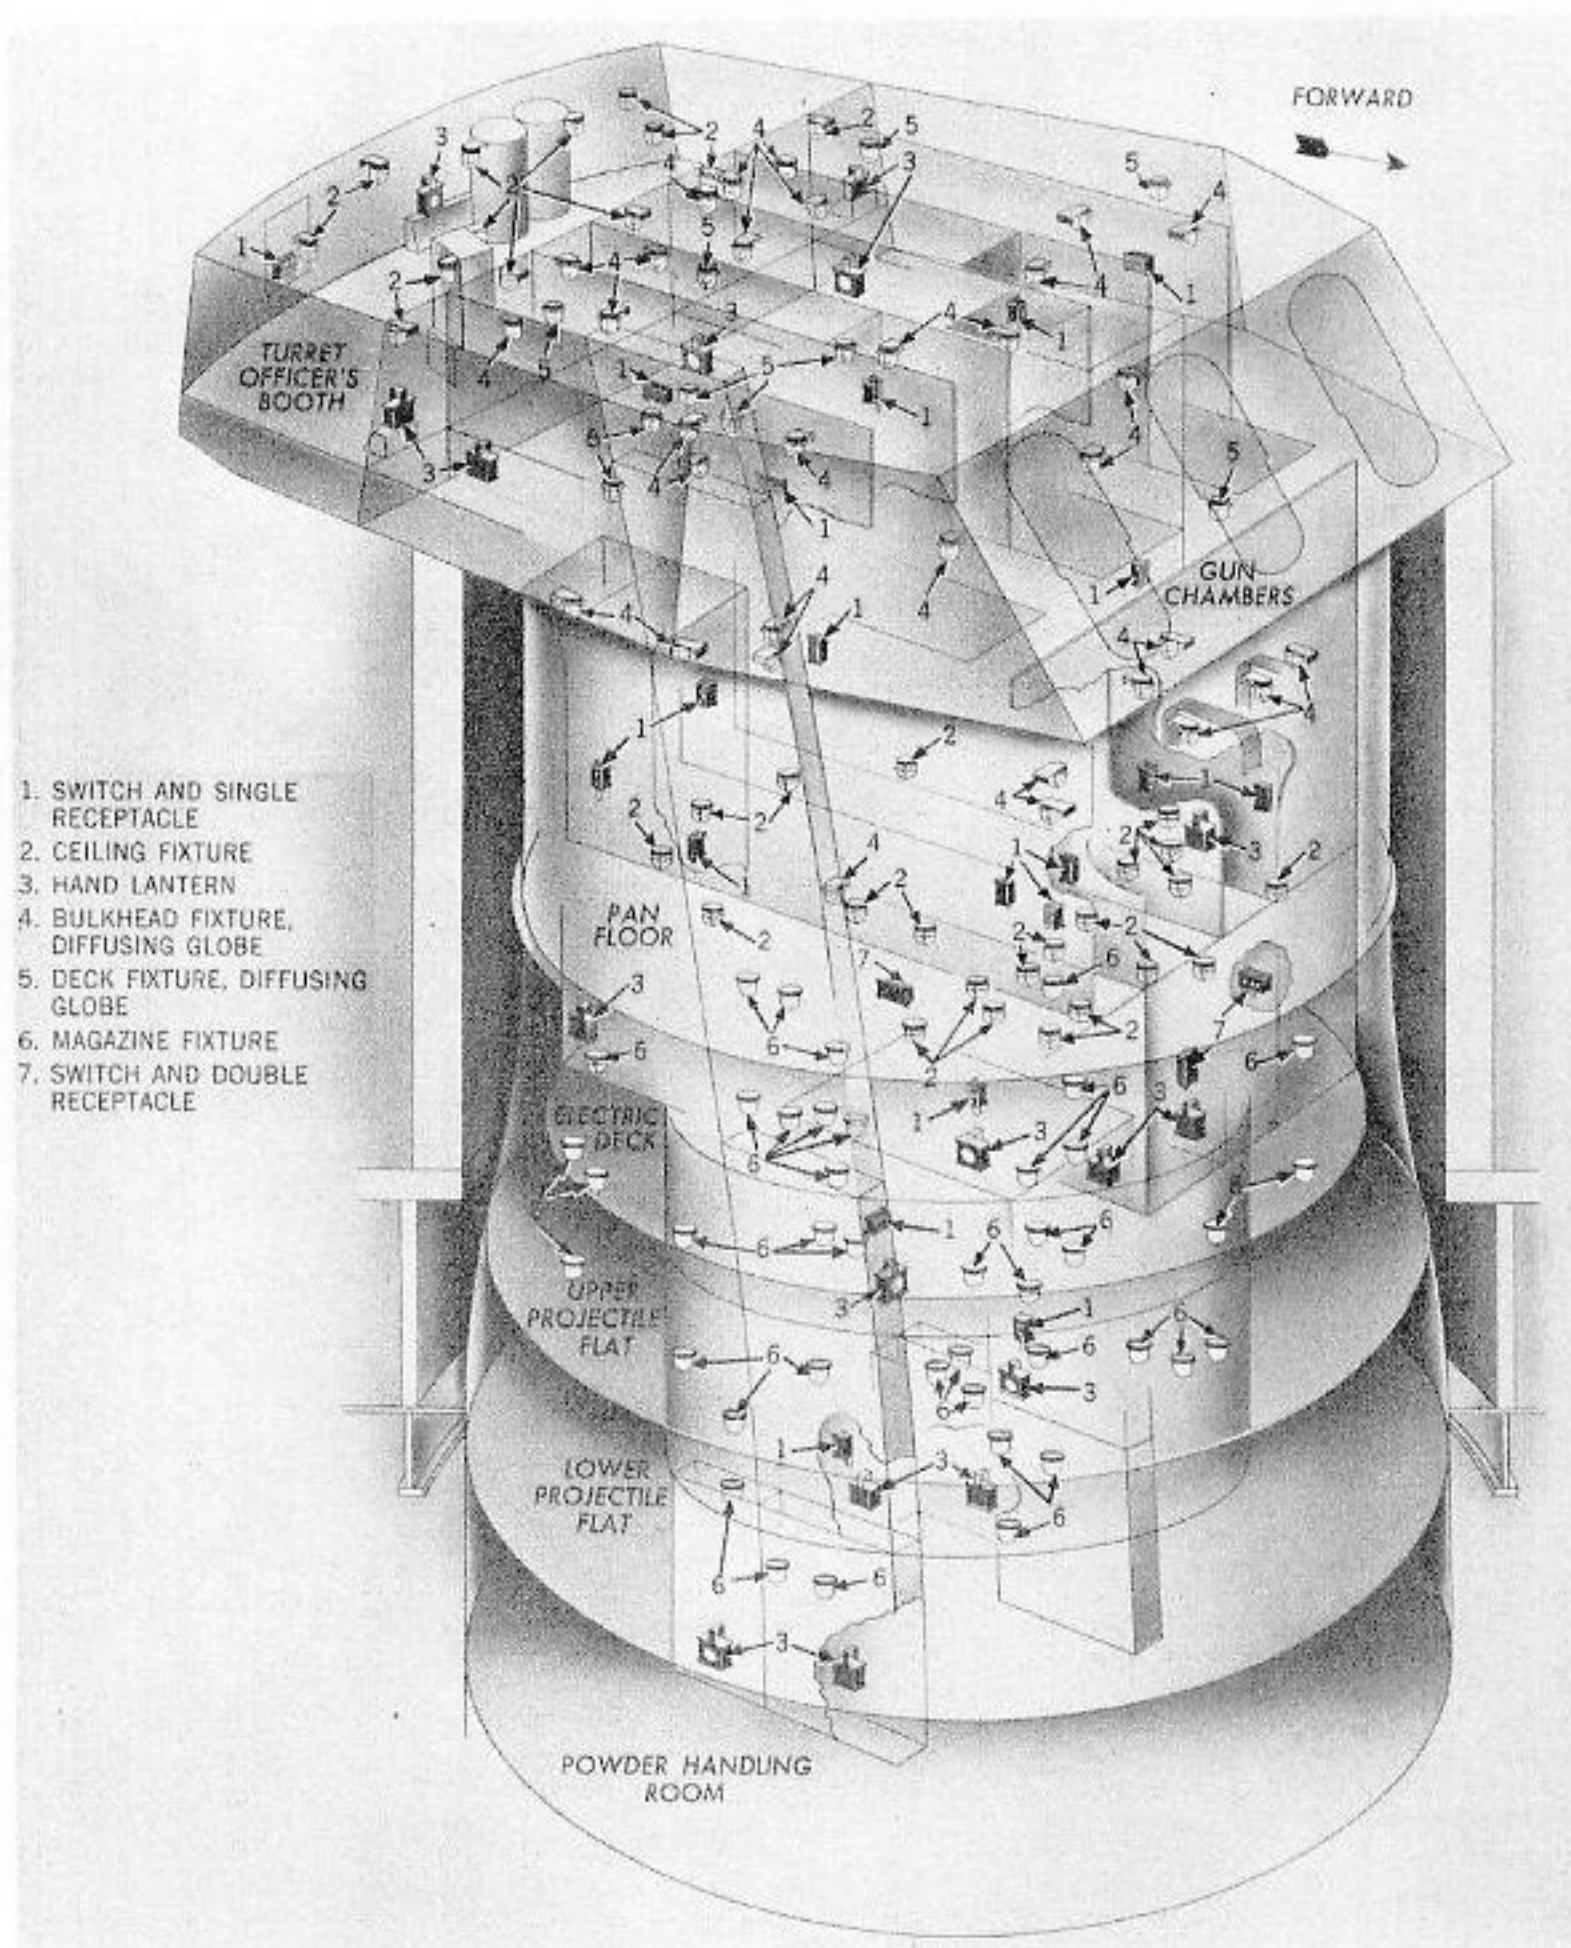 FORWARD
TURRET
OFFICER'S
BOOTH
GUN
CHAMBERS
1. SWITCH AND SINGLE
RECEPTACLE
2. CEILING FIXTURE
3. HAND LANTERN
4. BULKHEAD FIXTURE,
DIFFUSING GLOBE
5. DECK FIXTURE, DIFFUSING
GLOBE
6. MAGAZINE FIXTURE
7. SWITCH AND DOUBLE
RECEPTACLE
PAN
FLOOR
ELECTRIC
DECK
UPPER
PROJECTILE
FLAT
LOWER
PROJECTILE
FLAT
POWDER HANDLING
ROOM